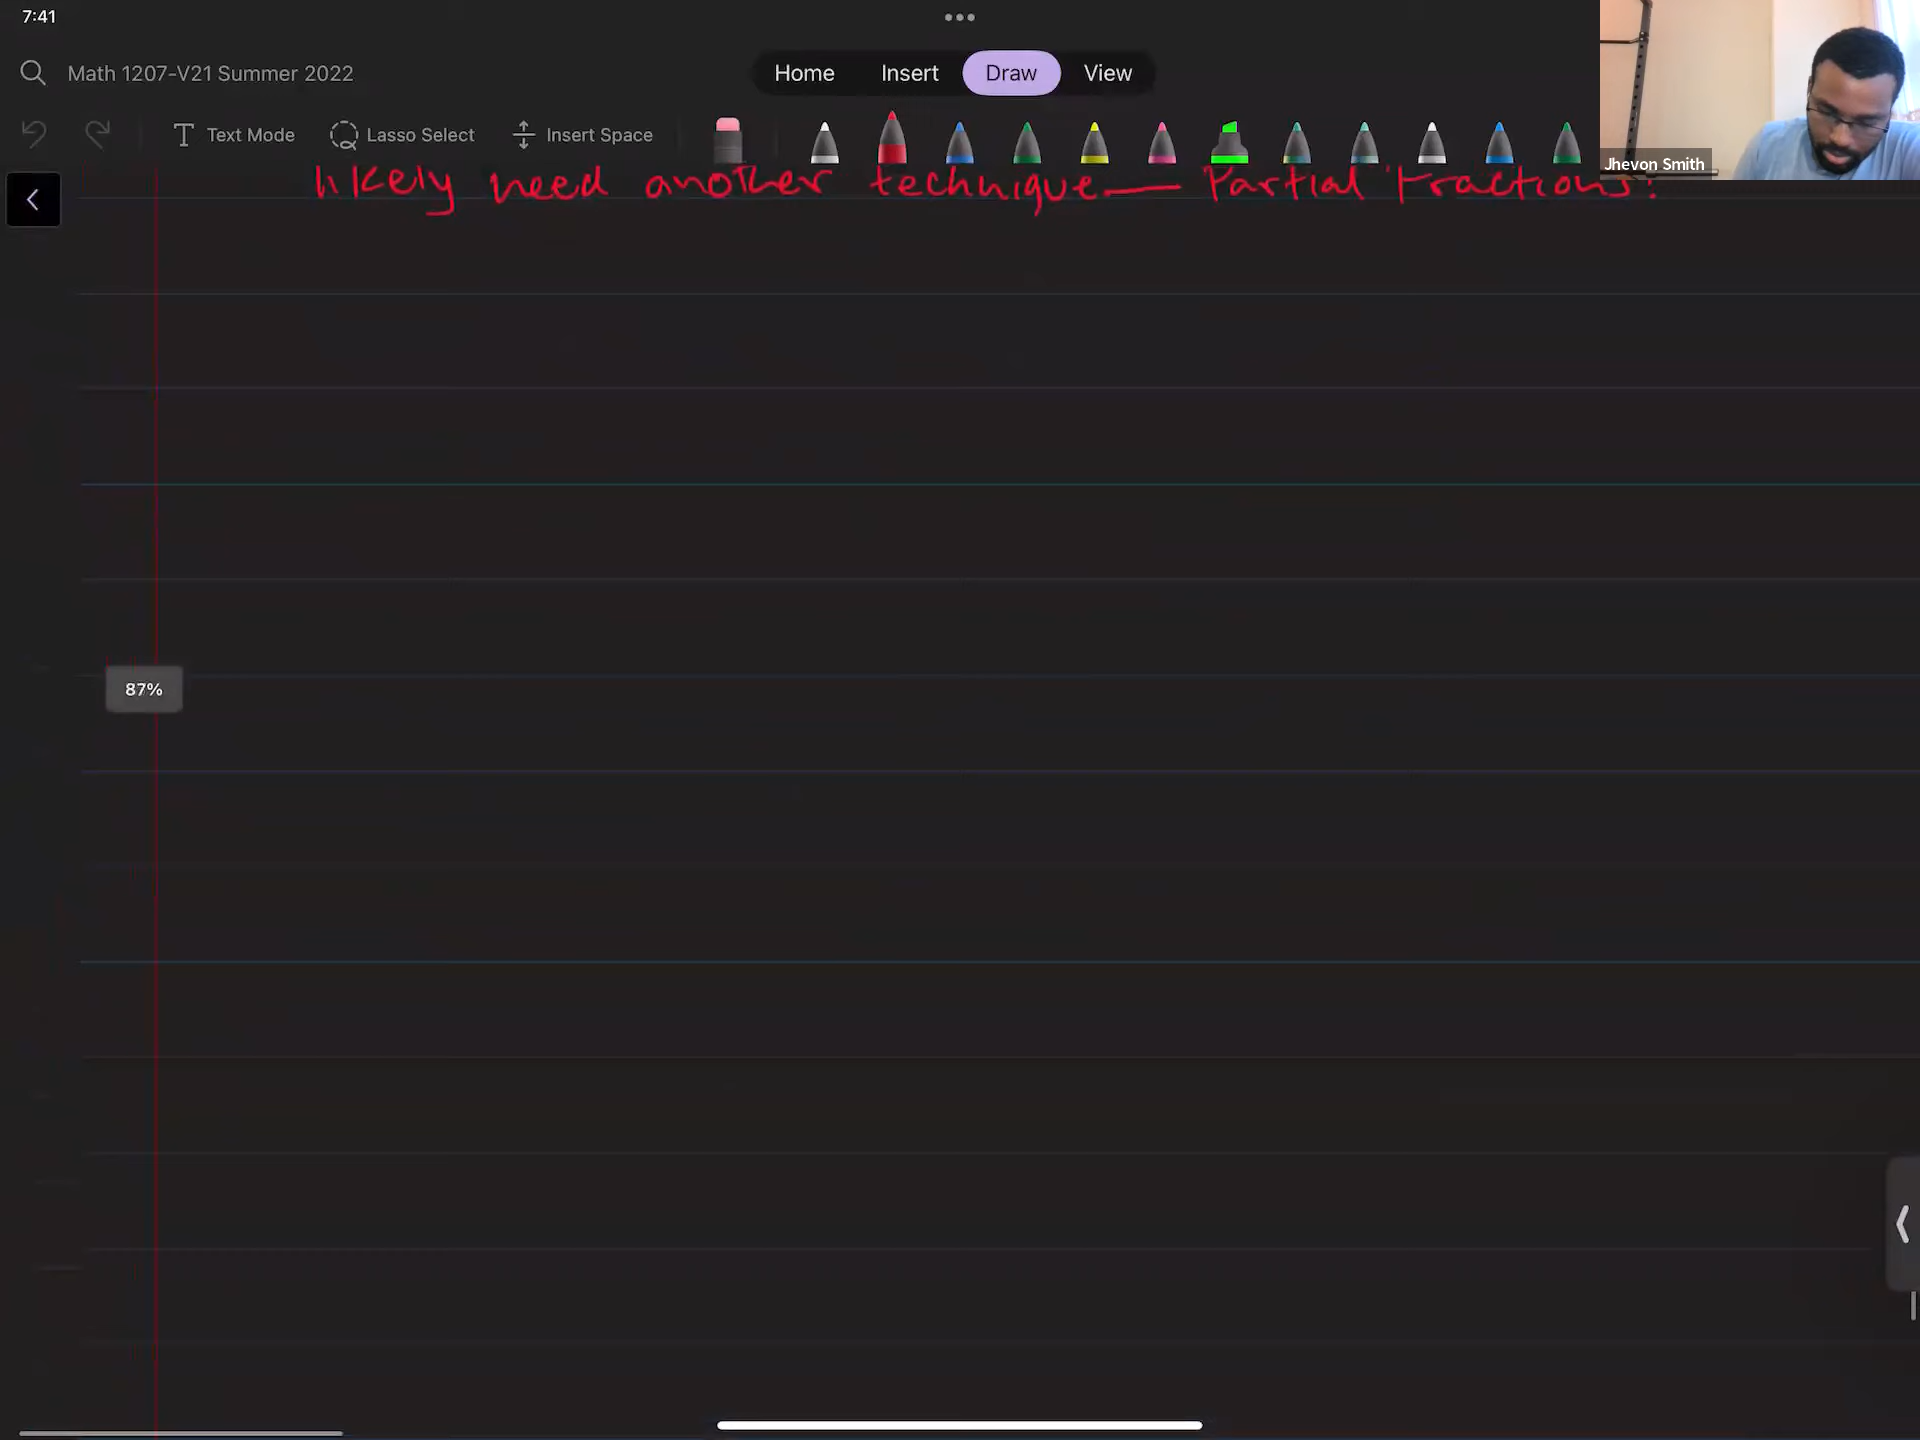 7:41
Math 1207-V21 Summer 2022
Home Insert Draw View
Text Mode Lasso Select Insert Space
Jhevon Smith
likely need another technique — Partial Fractions!
87%